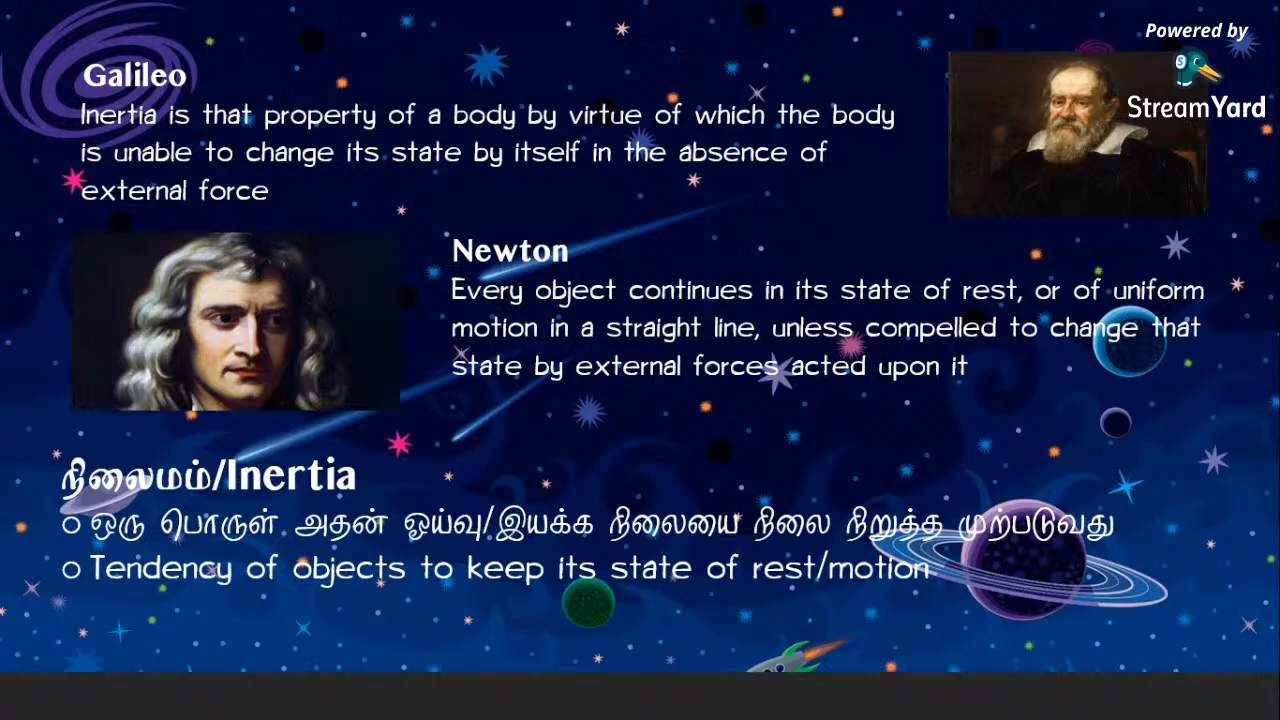 Powered by
StreamYard
Galileo
Inertia is that property of a body by virtue of which the body
is unable to change its state by itself in the absence of
external force
Newton
Every object continues in its state of rest, or of uniform
motion in a straight line, unless compelled to change that
state by external forces acted upon it
நிலைமம்/Inertia
○ ஒரு பொருள் அதன் ஓய்வு/இயக்க நிலையை நிலை நிறுத்த முற்படுவது
○ Tendency of objects to keep its state of rest/motion